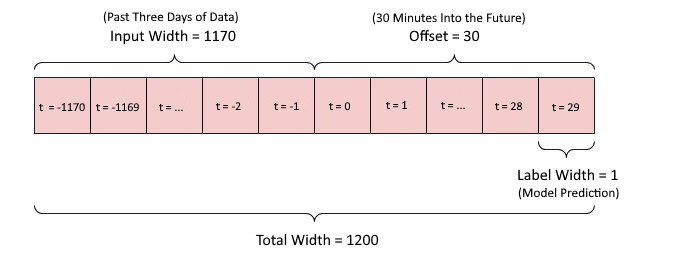 (Past Three Days of Data)
Input Width = 1170
(30 Minutes Into the Future)
Offset = 30
t = -1170
t = -1169
t = ...
t = -2
t = -1
t = 0
t = 1
t = ...
t = 28
t = 29
Label Width = 1
(Model Prediction)
Total Width = 1200